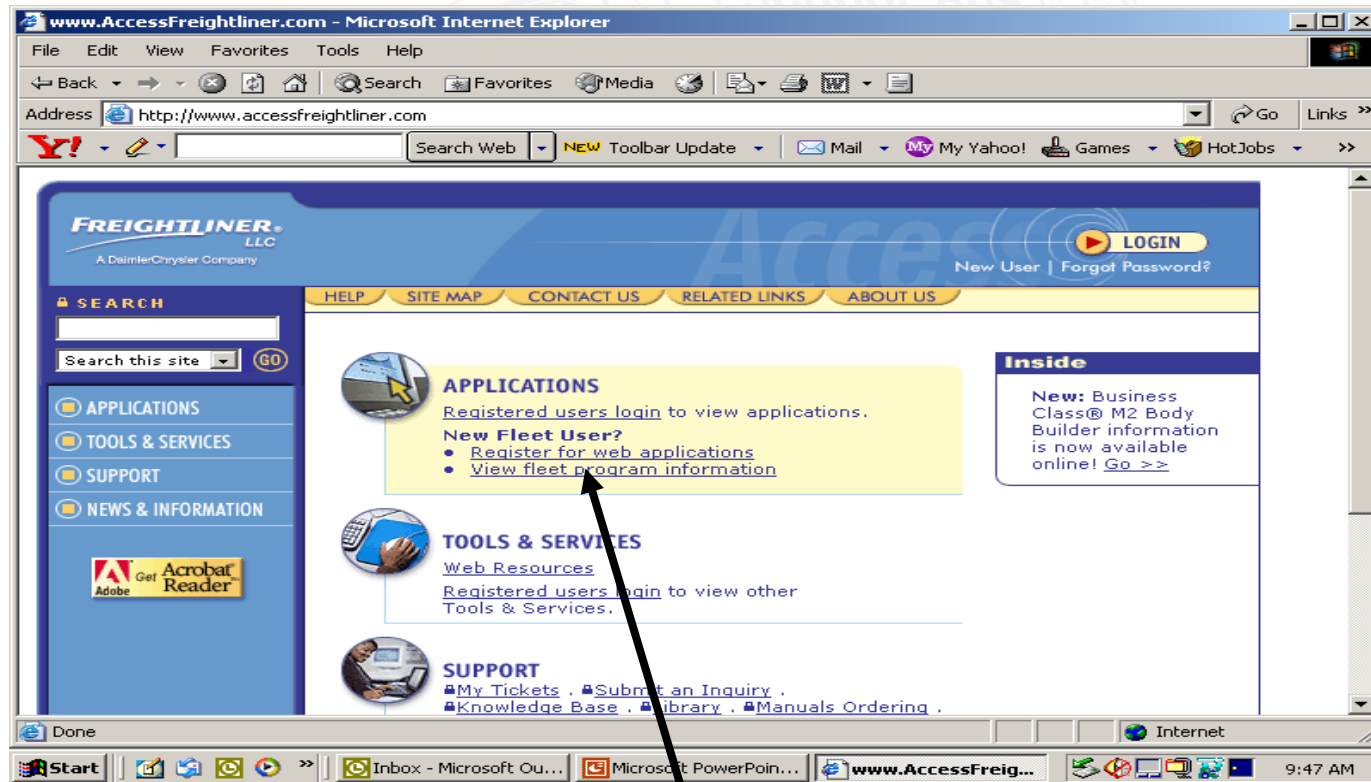 www.AccessFreightliner.com - Microsoft Internet Explorer
File Edit View Favorites Tools Help
Back Search Favorites Media
Address http://www.accessfreightliner.com Go Links »
Y! Search Web NEW Toolbar Update Mail My My Yahoo! Games HotJobs »
FREIGHTLINER®
LLC
A DaimlerChrysler Company
Access
LOGIN
New User | Forgot Password?
HELP SITE MAP CONTACT US RELATED LINKS ABOUT US
SEARCH
Search this site GO
APPLICATIONS
TOOLS & SERVICES
SUPPORT
NEWS & INFORMATION
Adobe Get Acrobat® Reader™
APPLICATIONS
Registered users login to view applications.
New Fleet User?
• Register for web applications
• View fleet program information
TOOLS & SERVICES
Web Resources
Registered users login to view other
Tools & Services.
SUPPORT
My Tickets . Submit an Inquiry .
Knowledge Base . Library . Manuals Ordering .
Inside
New: Business
Class® M2 Body
Builder information
is now available
online! Go >>
Done Internet
Start » Inbox - Microsoft Ou... Microsoft PowerPoin... www.AccessFreig... 9:47 AM